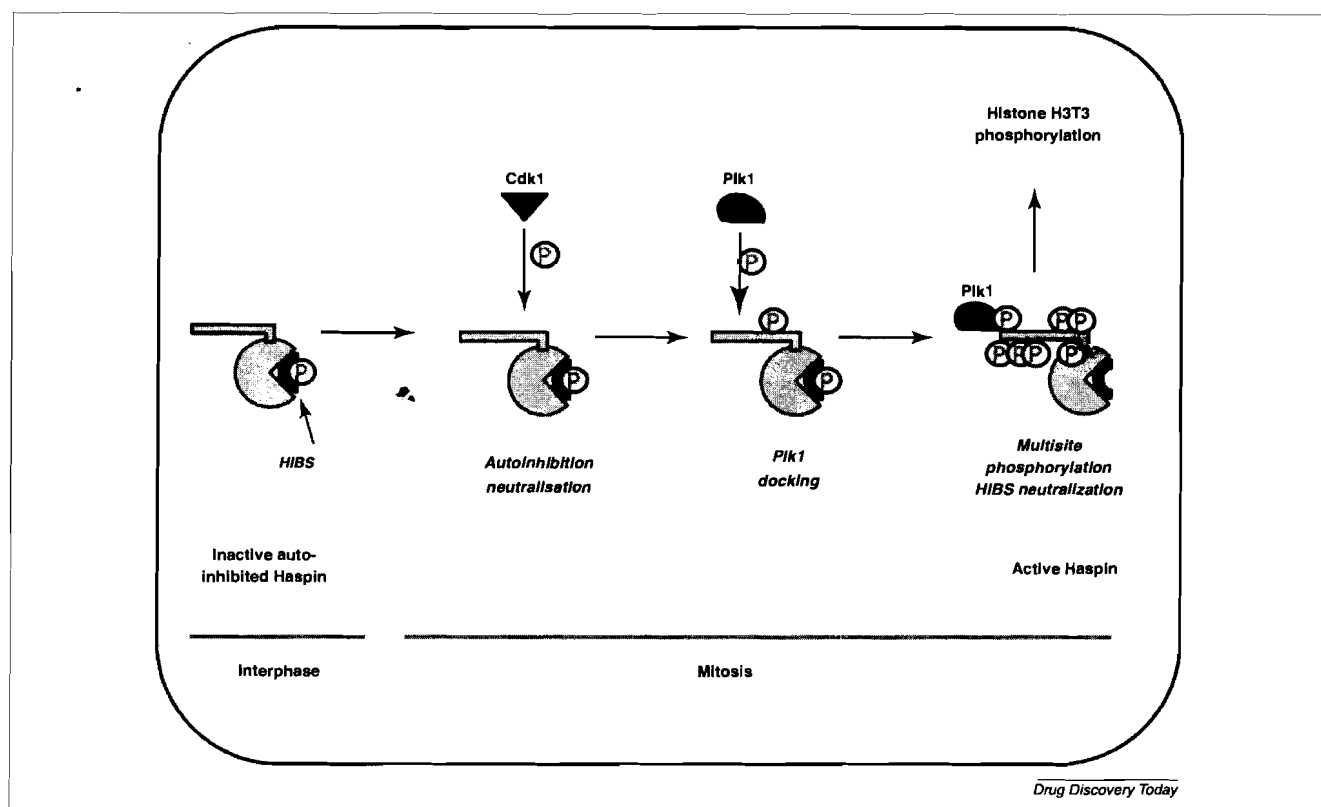 Histone H3T3
phosphorylation
Cdk1
Plk1
P
P
Plk1
P
P
P
P
P
P
P
P
P
P
P
P
HIBS
Autoinhibition
neutralisation
Plk1
docking
Multisite
phosphorylation
HIBS neutralization
Inactive auto-
inhibited Haspin
Active Haspin
Interphase
Mitosis
Drug Discovery Today